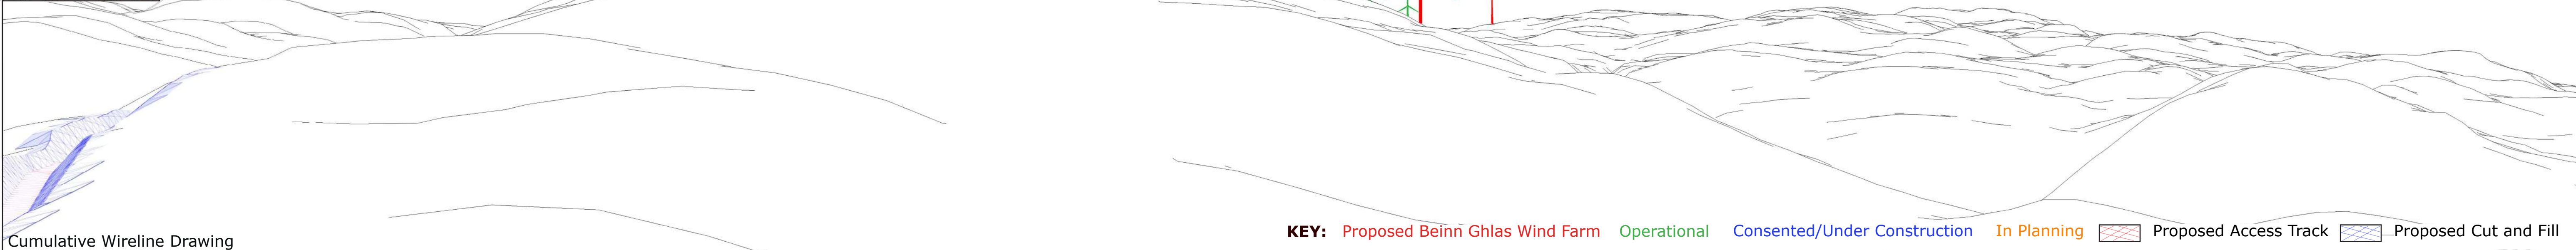 KEY: Proposed Beinn Ghlas Wind Farm Operational Consented/Under Construction In Planning Proposed Access Track Proposed Cut and Fill
Cumulative Wireline Drawing